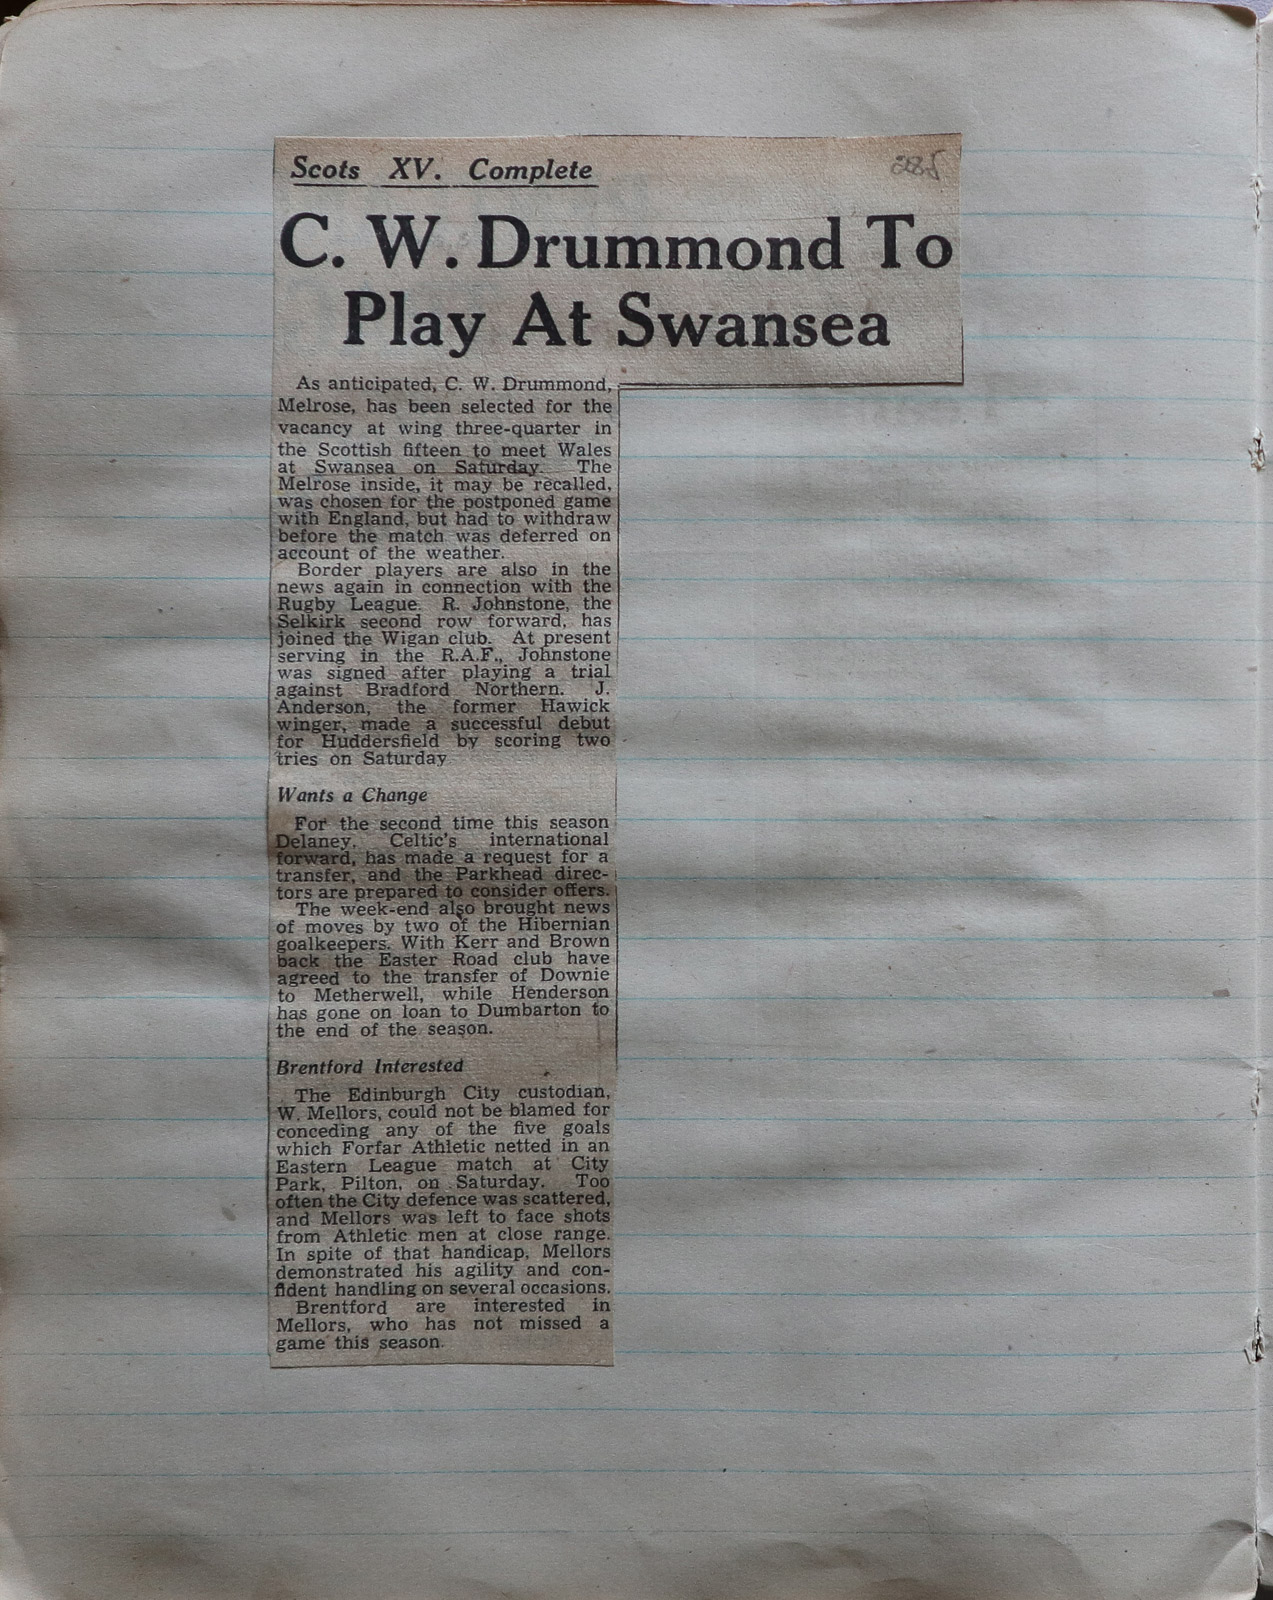 Scots XV. Complete
285
C. W. Drummond To
Play At Swansea
As anticipated, C. W. Drummond,
Melrose, has been selected for the
vacancy at wing three-quarter in
the Scottish fifteen to meet Wales
at Swansea on Saturday. The
Melrose inside, it may be recalled,
was chosen for the postponed game
with England, but had to withdraw
before the match was deferred on
account of the weather.
Border players are also in the
news again in connection with the
Rugby League. R. Johnstone, the
Selkirk second row forward, has
joined the Wigan club. At present
serving in the R.A.F., Johnstone
was signed after playing a trial
against Bradford Northern. J.
Anderson, the former Hawick
winger, made a successful debut
for Huddersfield by scoring two
tries on Saturday
Wants a Change
For the second time this season
Delaney, Celtic's international
forward, has made a request for a
transfer, and the Parkhead direc-
tors are prepared to consider offers.
The week-end also brought news
of moves by two of the Hibernian
goalkeepers. With Kerr and Brown
back the Easter Road club have
agreed to the transfer of Downie
to Metherwell, while Henderson
has gone on loan to Dumbarton to
the end of the season.
Brentford Interested
The Edinburgh City custodian,
W. Mellors, could not be blamed for
conceding any of the five goals
which Forfar Athletic netted in an
Eastern League match at City
Park, Pilton, on Saturday. Too
often the City defence was scattered,
and Mellors was left to face shots
from Athletic men at close range.
In spite of that handicap, Mellors
demonstrated his agility and con-
fident handling on several occasions.
Brentford are interested in
Mellors, who has not missed a
game this season.